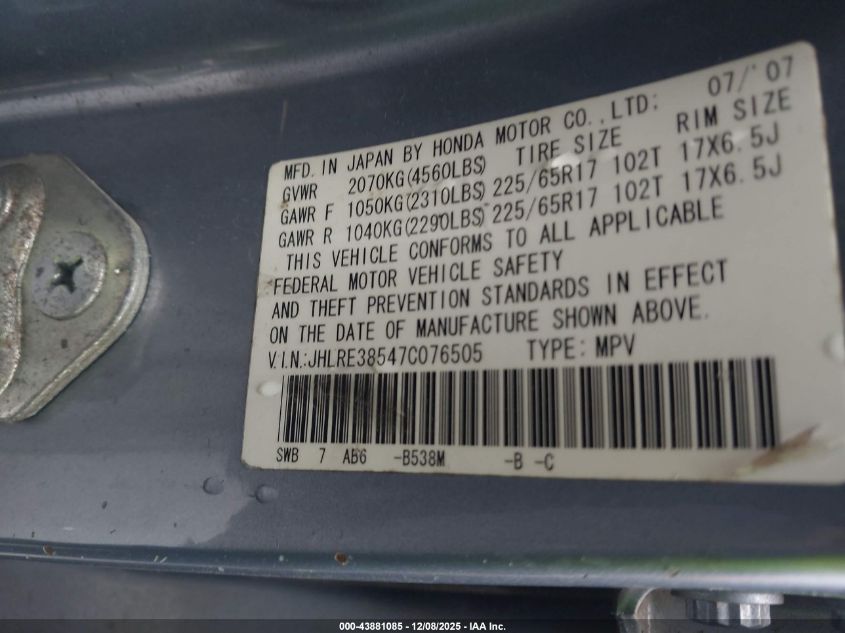 MFD. IN JAPAN BY HONDA MOTOR CO., LTD: 07/'07
GVWR 2070KG(4560LBS) TIRE SIZE RIM SIZE
GAWR F 1050KG(2310LBS) 225/65R17 102T 17X6.5J
GAWR R 1040KG(2290LBS) 225/65R17 102T 17X6.5J
THIS VEHICLE CONFORMS TO ALL APPLICABLE
FEDERAL MOTOR VEHICLE SAFETY
AND THEFT PREVENTION STANDARDS IN EFFECT
ON THE DATE OF MANUFACTURE SHOWN ABOVE.
V.I.N.:JHLRE38547C076505 TYPE: MPV
SWB 7 AB6 -B538M -B -C
000-43881085 - 12/08/2025 - IAA Inc.